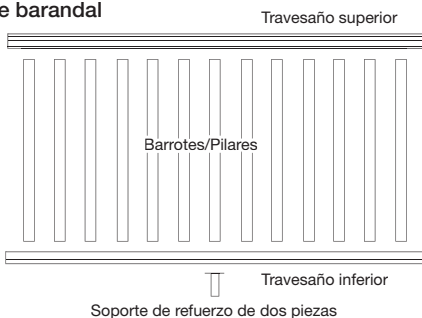 e barandal
Travesaño superior
Barrotes/Pilares
Travesaño inferior
Soporte de refuerzo de dos piezas